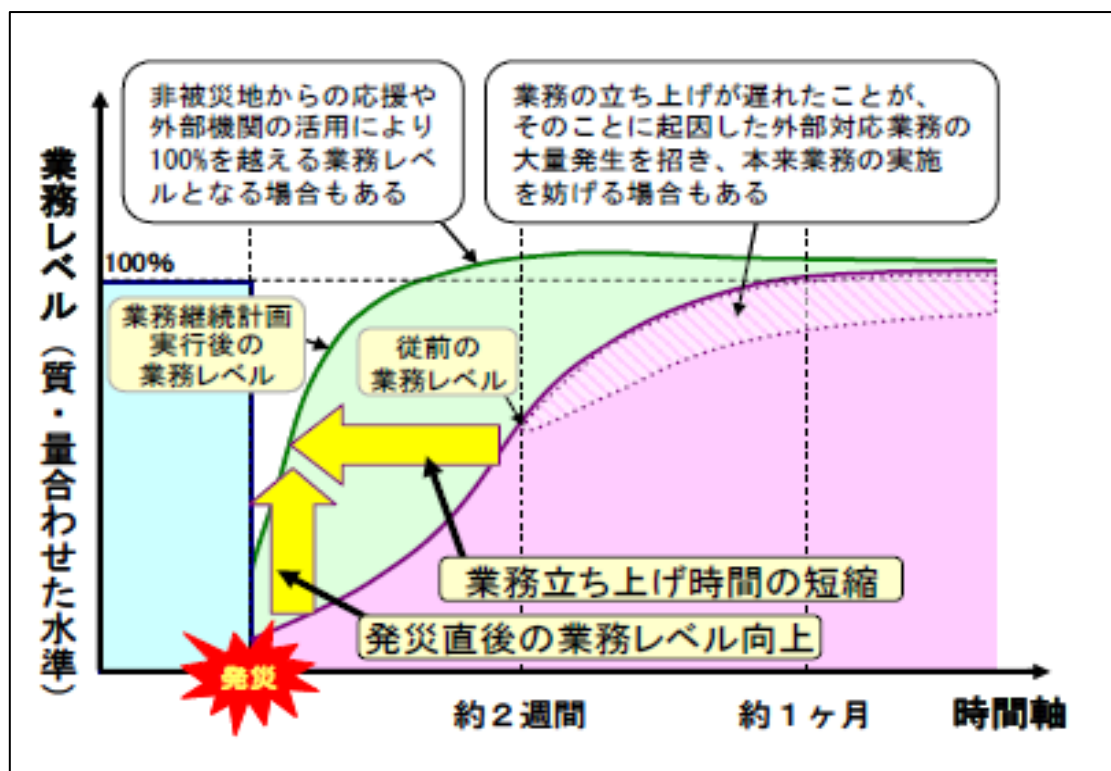 非被災地からの応援や
外部機関の活用により
100%を越える業務レベ
ルとなる場合もある
業務の立ち上げが遅れたことが、
そのことに起因した外部対応業務の
大量発生を招き、本来業務の実施
を妨げる場合もある
業務レベル（質・量合わせた水準）
100%
業務継続計画
実行後の
業務レベル
従前の
業務レベル
業務立ち上げ時間の短縮
発災直後の業務レベル向上
発災
約２週間
約１ヶ月
時間軸